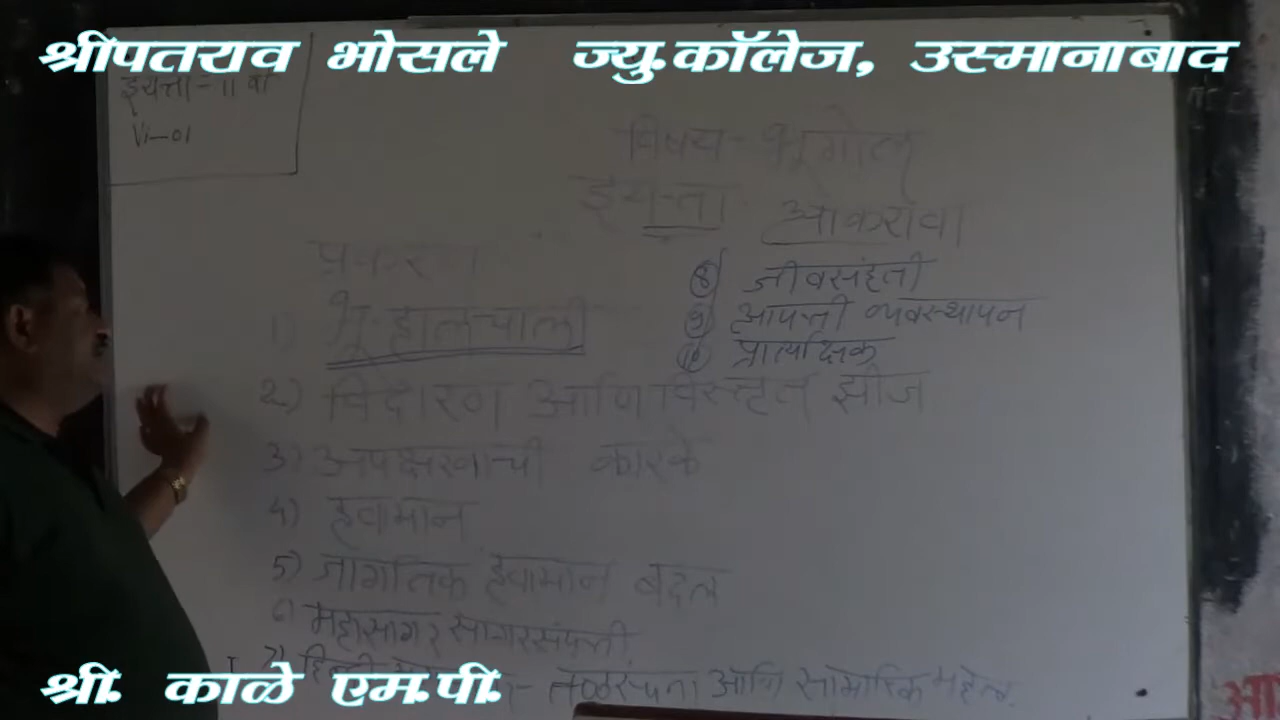 श्रीपतराव भोसले ज्यु.कॉलेज, उस्मानाबाद
इयत्ता - 11 वी
Vi-01
विषय - भूगोल
इयत्ता अकरावी
प्रकरण
1) भू-हालचाली
2) विदारण आणि विस्तृत झीज
3) अपक्षरणाची कारके
4) हवामान
5) जागतिक हवामान बदल
6) महासागर सागरसंपत्ती
7) हिंदी - तळरचना आणि सामारिक महत्व
8) जीवसंहती
9) आपत्ती व्यवस्थापन
10) प्रात्यक्षिक
श्री. काळे एम.पी.